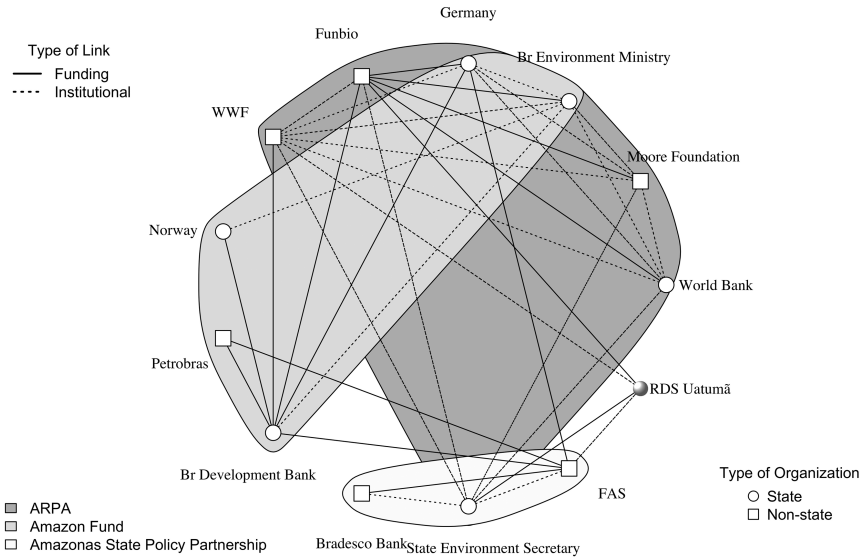 Germany
Funbio
Type of Link
Br Environment Ministry
Funding
Institutional
WWF
Moore Foundation
Norway
World Bank
Petrobras
RDS Uatumã
Br Development Bank
Type of Organization
FAS
State
ARPA
Non-state
Amazon Fund
Amazonas State Policy Partnership
Bradesco Bank
State Environment Secretary